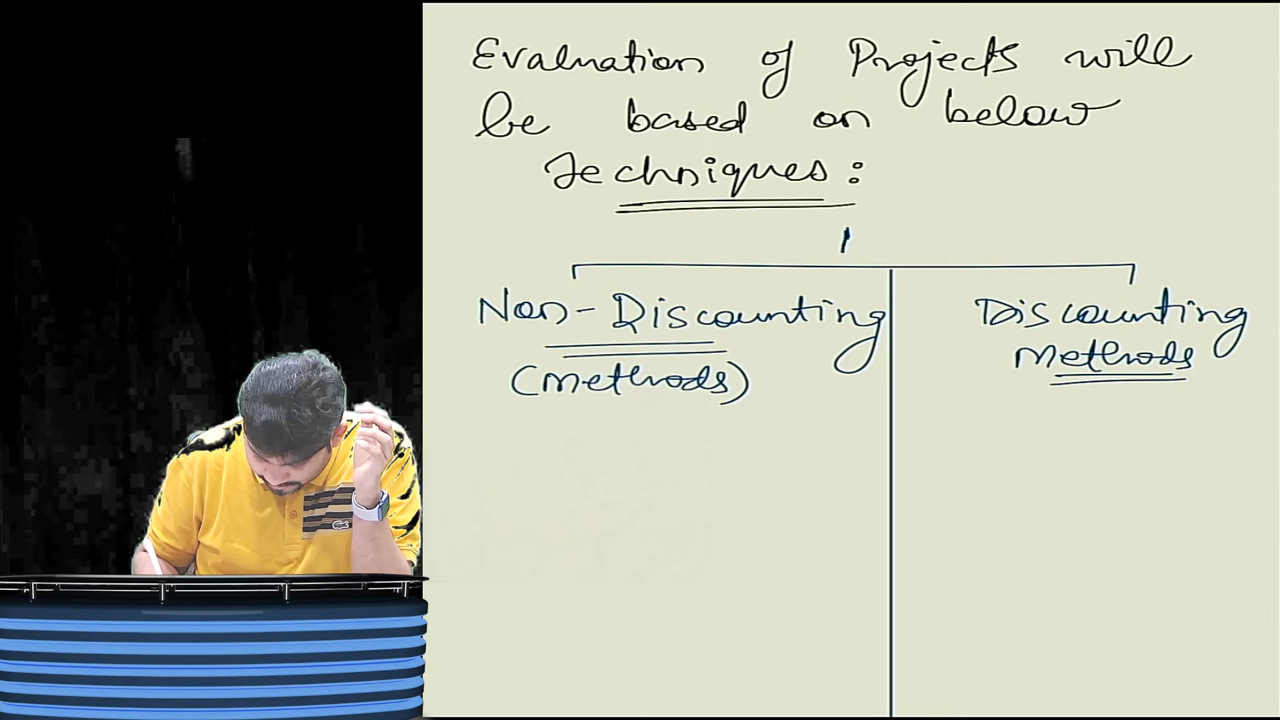 Evaluation of Projects will
be based on below
Techniques:
Non-Discounting
(Methods)
Discounting
Methods